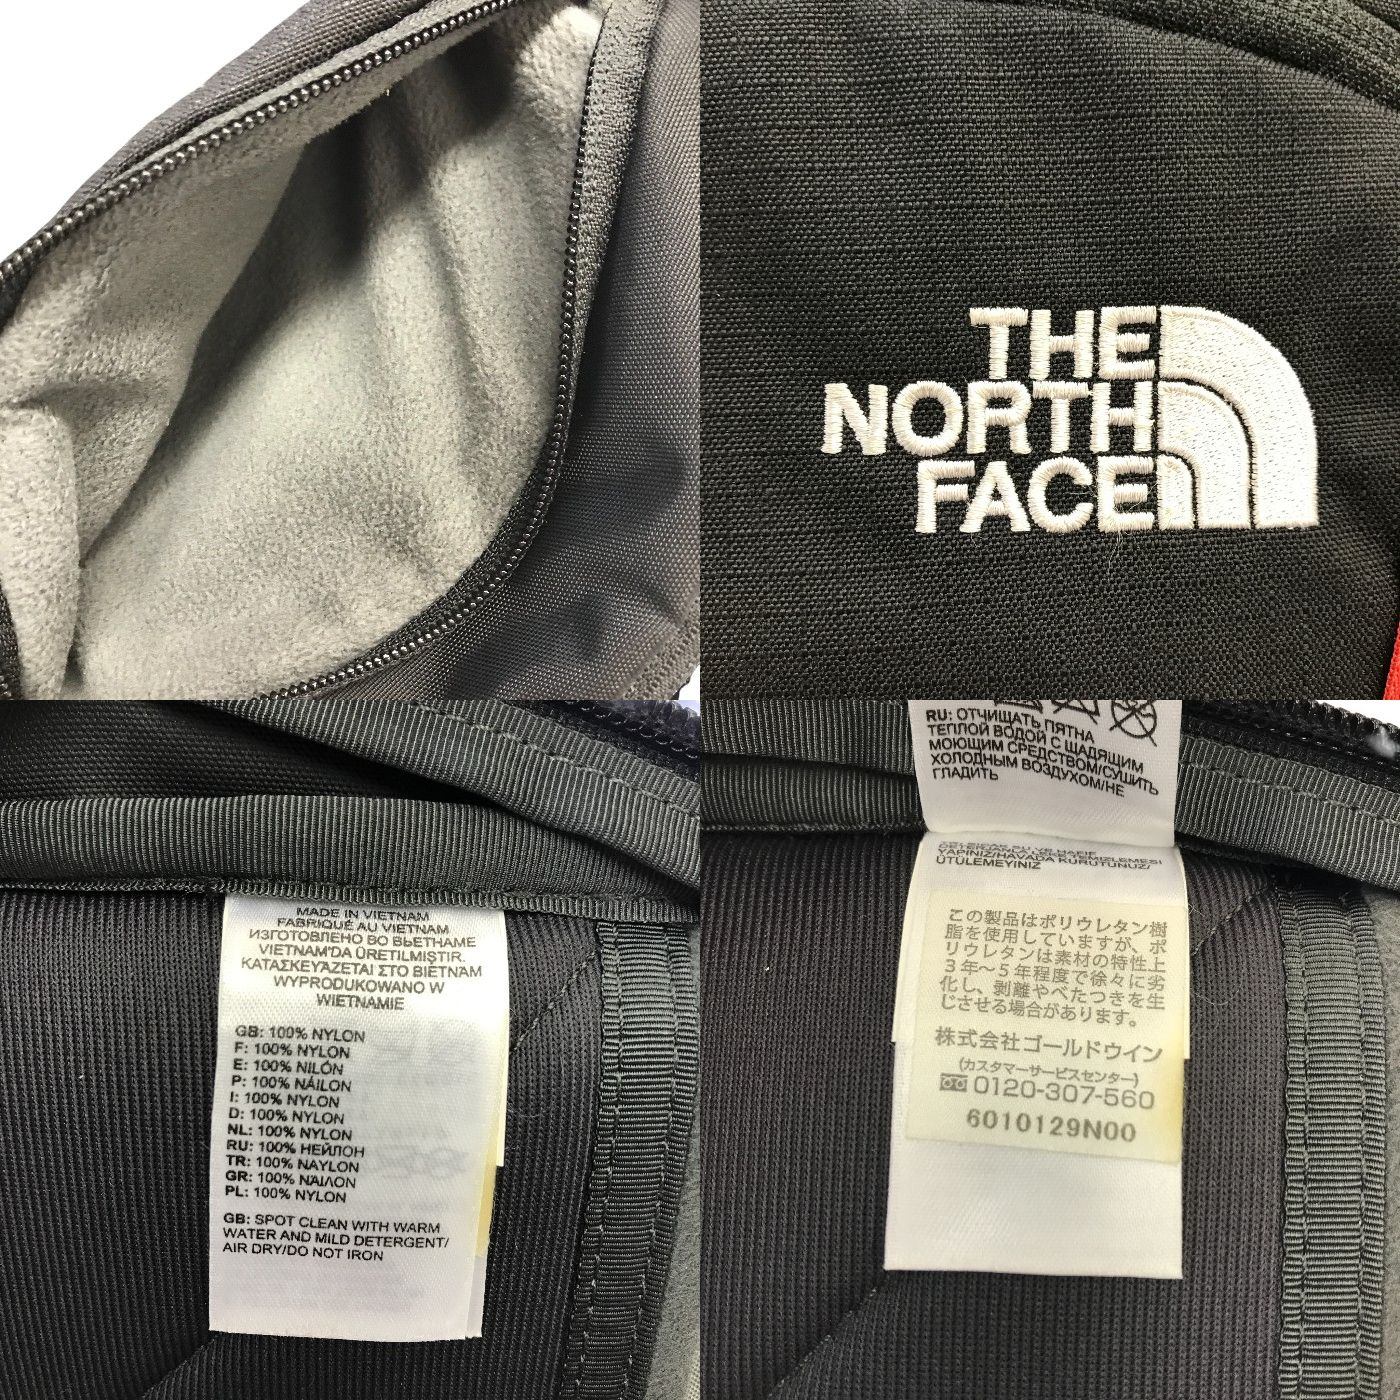 THE
NORTH
FACE
MADE IN VIETNAM
FABRIQUÉ AU VIETNAM
ИЗГОТОВЛЕНО ВО ВЬЕТНАМЕ
VIETNAM'DA ÜRETILMIŞTIR.
ΚΑΤΑΣΚΕΥΆΖΕΤΑΙ ΣΤΟ ΒΙΕΤΝΑΜ
WYPRODUKOWANO W
WIETNAMIE
GB: 100% NYLON
F: 100% NYLON
E: 100% NILÓN
P: 100% NÁILON
I: 100% NYLON
D: 100% NYLON
NL: 100% NYLON
RU: 100% НЕЙЛОН
TR: 100% NAYLON
GR: 100% ΝΑΙΛΟΝ
PL: 100% NYLON
GB: SPOT CLEAN WITH WARM
WATER AND MILD DETERGENT/
AIR DRY/DO NOT IRON
RU: ОТЧИЩАТЬ ПЯТНА
ТЕПЛОЙ ВОДОЙ С ЩАДЯЩИМ
МОЮЩИМ СРЕДСТВОМ/СУШИТЬ
ХОЛОДНЫМ ВОЗДУХОМ/НЕ
ГЛАДИТЬ
YAPINIZ/HAVADA KURUTUNUZ/
ÜTÜLEMEYINIZ
この製品はポリウレタン樹
脂を使用していますが、ポ
リウレタンは素材の特性上
3年〜5年程度で徐々に劣
化し、剥離やべたつきを生
じさせる場合があります。
株式会社ゴールドウイン
(カスタマーサービスセンター)
0120-307-560
6010129N00